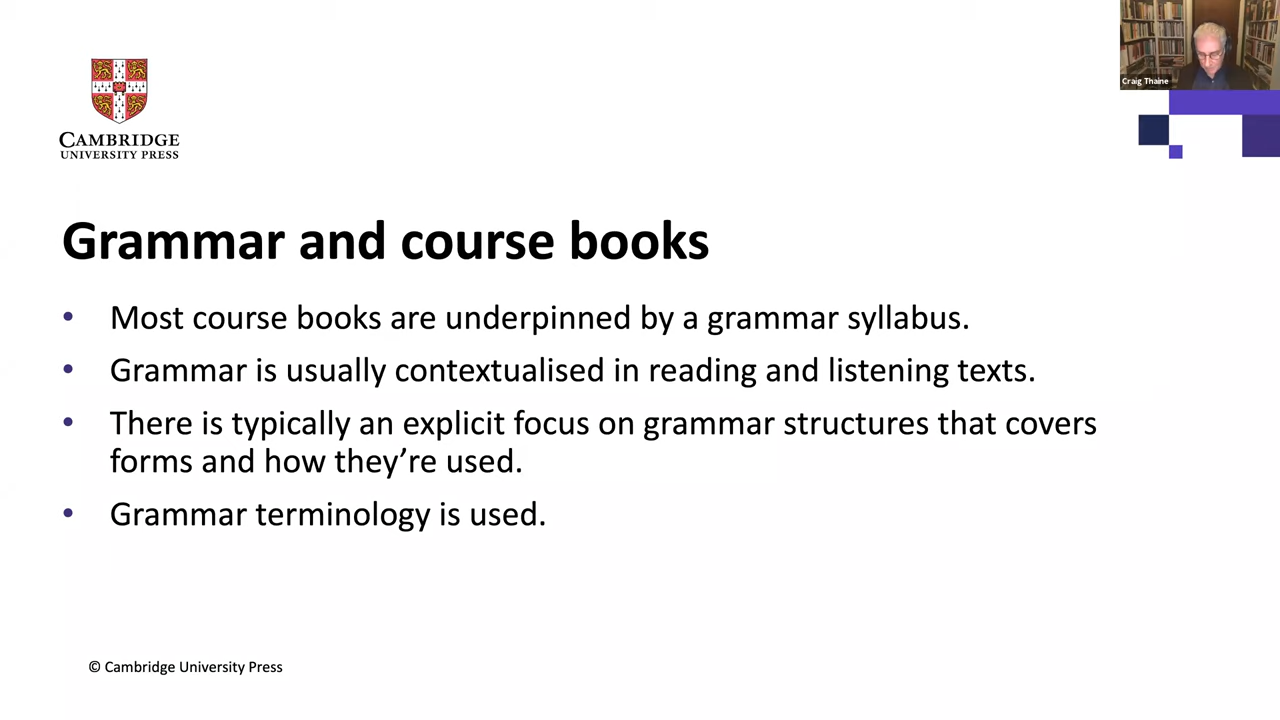 Craig Thaine
CAMBRIDGE
UNIVERSITY PRESS
Grammar and course books
• Most course books are underpinned by a grammar syllabus.
• Grammar is usually contextualised in reading and listening texts.
• There is typically an explicit focus on grammar structures that covers
forms and how they’re used.
• Grammar terminology is used.
© Cambridge University Press